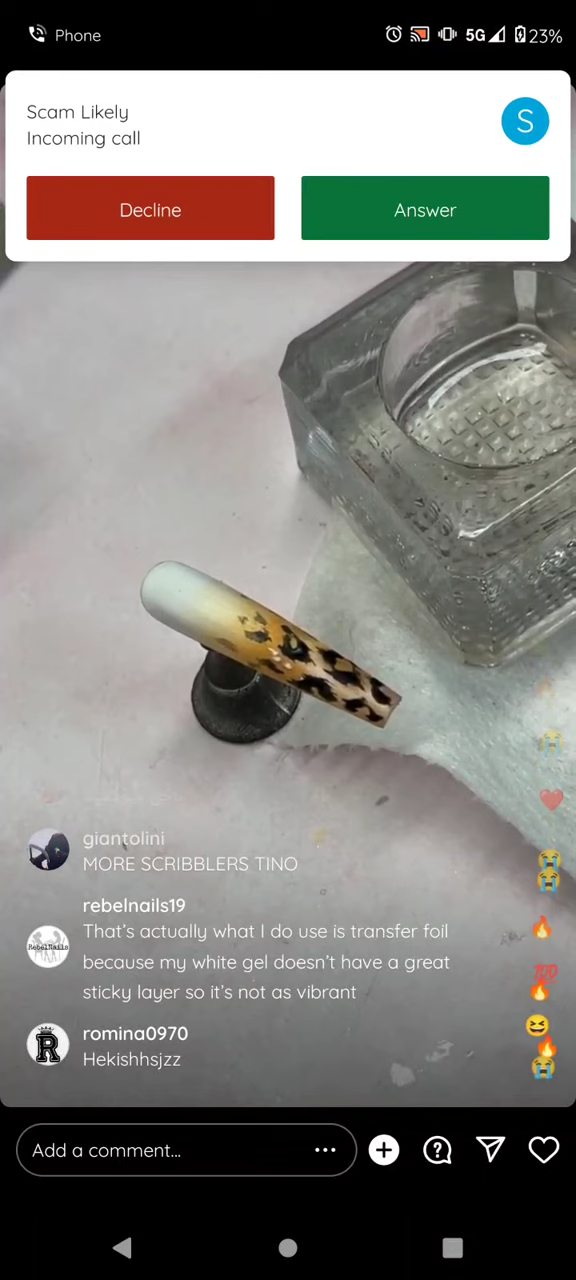 Phone
5G
23%
Scam Likely
Incoming call
S
Decline
Answer
giantolini
MORE SCRIBBLERS TINO
rebelnails19
That's actually what I do use is transfer foil
because my white gel doesn't have a great
sticky layer so it's not as vibrant
RebelNails
romina0970
R
Hekishhsjzz
Add a comment...